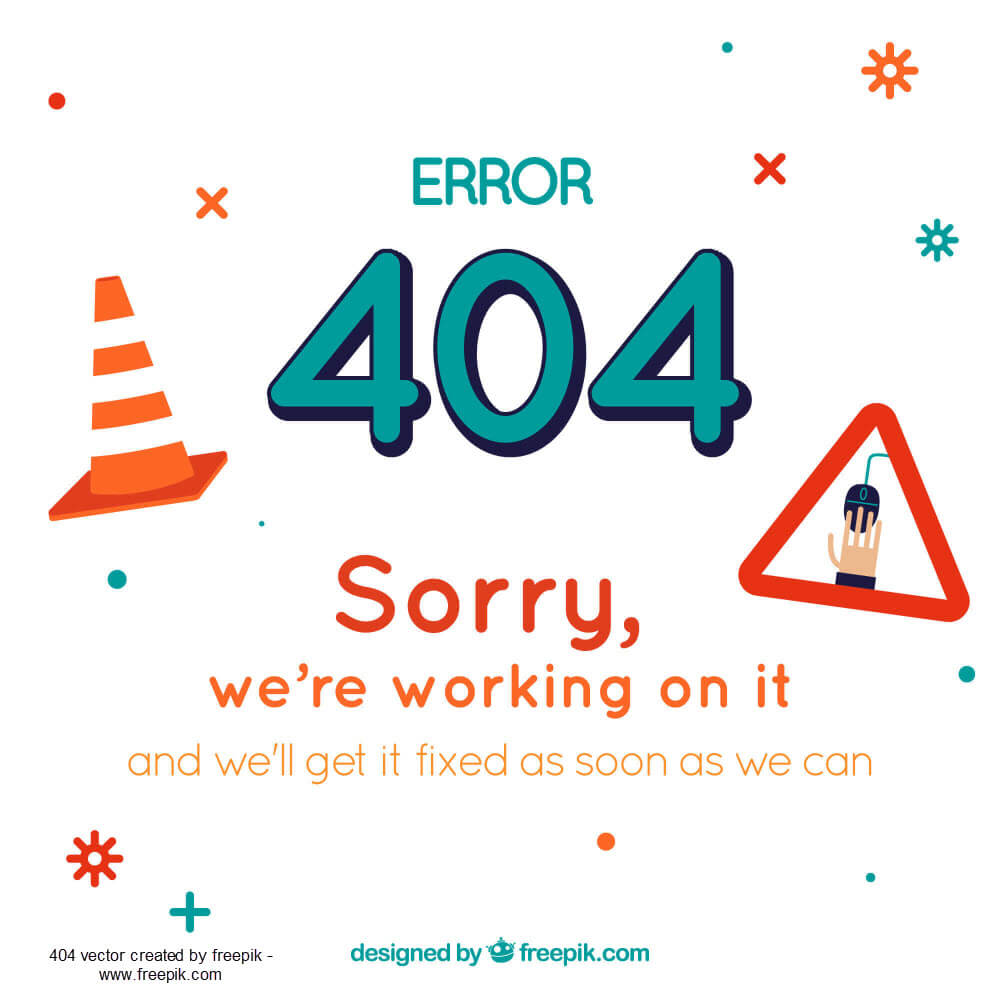 ERROR
404
Sorry,
we're working on it
and we'll get it fixed as soon as we can
404 vector created by freepik -
www.freepik.com
designed by freepik.com